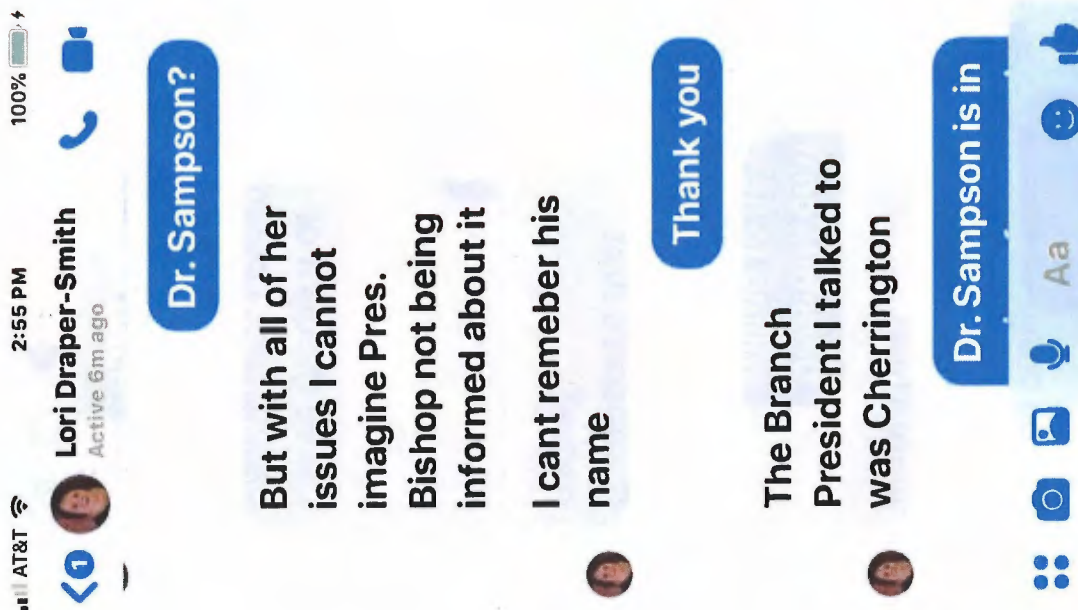 AT&T 2:55 PM 100%
1 Lori Draper-Smith
Active 6m ago
Dr. Sampson?
But with all of her
issues I cannot
imagine Pres.
Bishop not being
informed about it
I cant remeber his
name
Thank you
The Branch
President I talked to
was Cherrington
Dr. Sampson is in
Aa